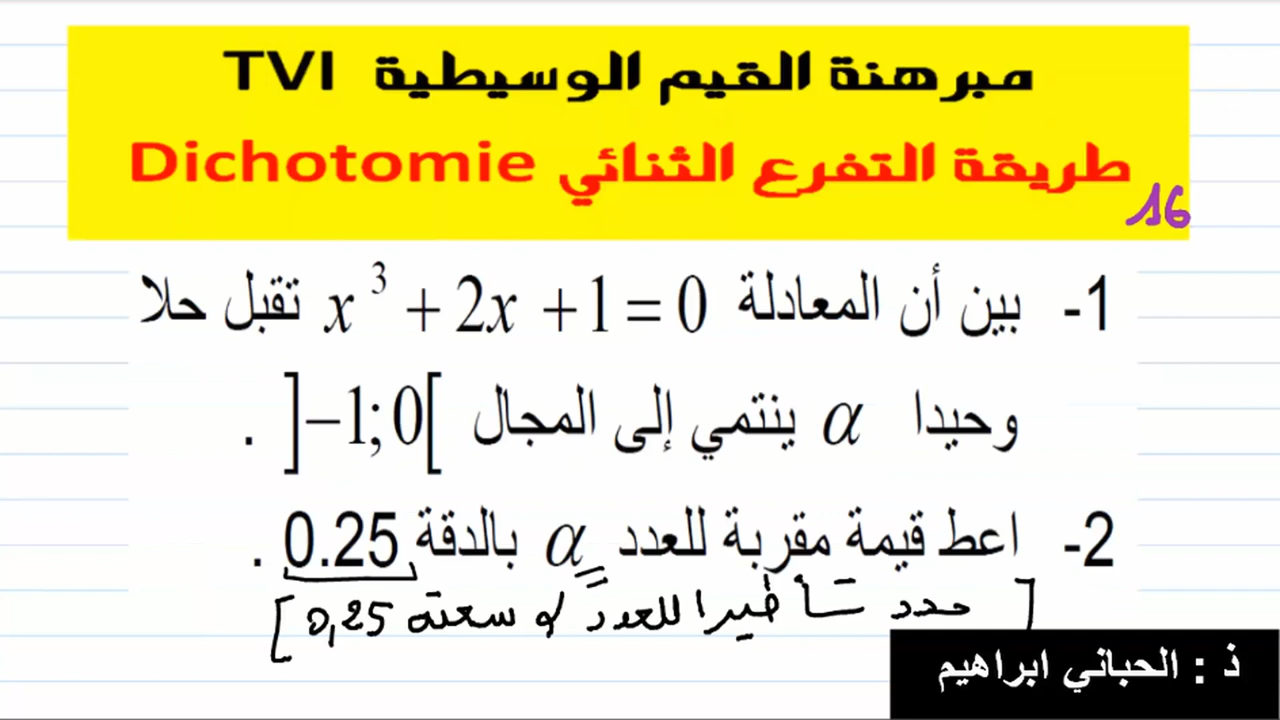 مبرهنة القيم الوسيطية TVI
طريقة التفرع الثنائي Dichotomie
16
1- بين أن المعادلة x³ + 2x + 1 = 0 تقبل حلا
وحيدا α ينتمي إلى المجال ]−1;0[ .
2- اعط قيمة مقربة للعدد α بالدقة 0.25 .
[حدد تأطيرا للعدد α سعته 0,25]
ذ : الحباني ابراهيم